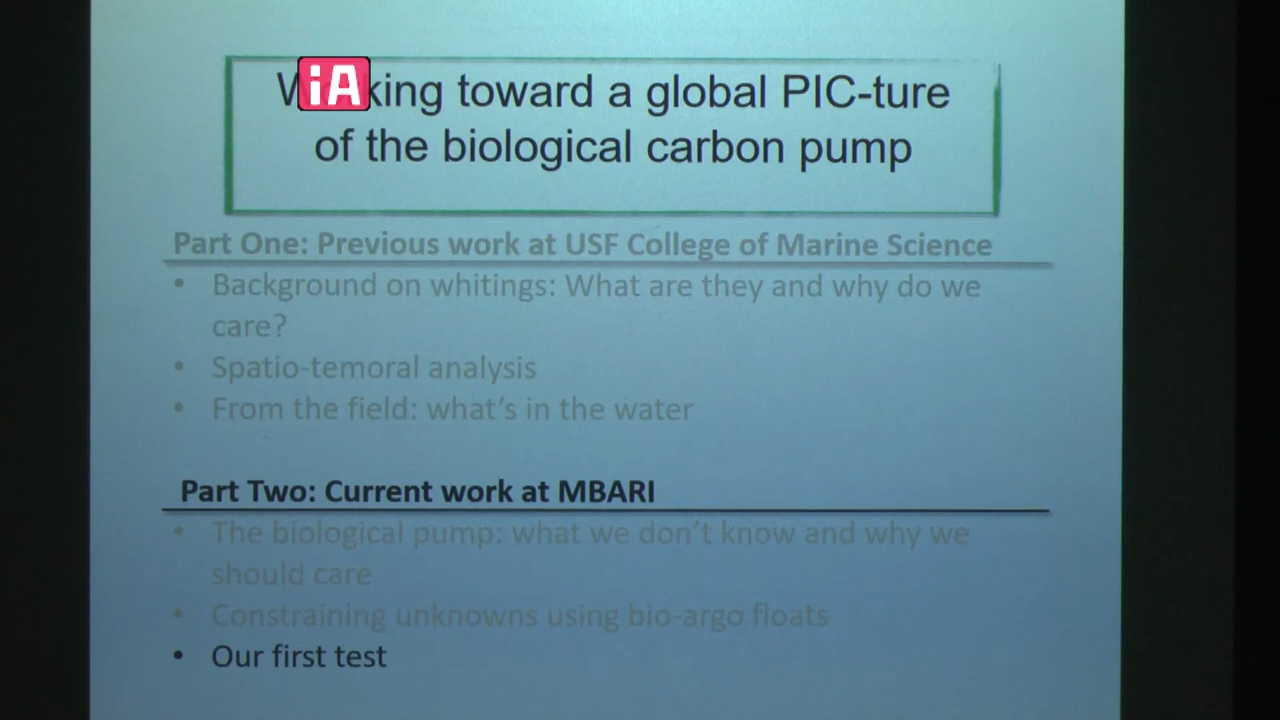 iA
king toward a global PIC-ture
of the biological carbon pump
Part One: Previous work at USF College of Marine Science
• Background on whitings: What are they and why do we
care?
• Spatio-temoral analysis
• From the field: what's in the water
Part Two: Current work at MBARI
• The biological pump: what we don't know and why we
should care
• Constraining unknowns using bio-argo floats
• Our first test